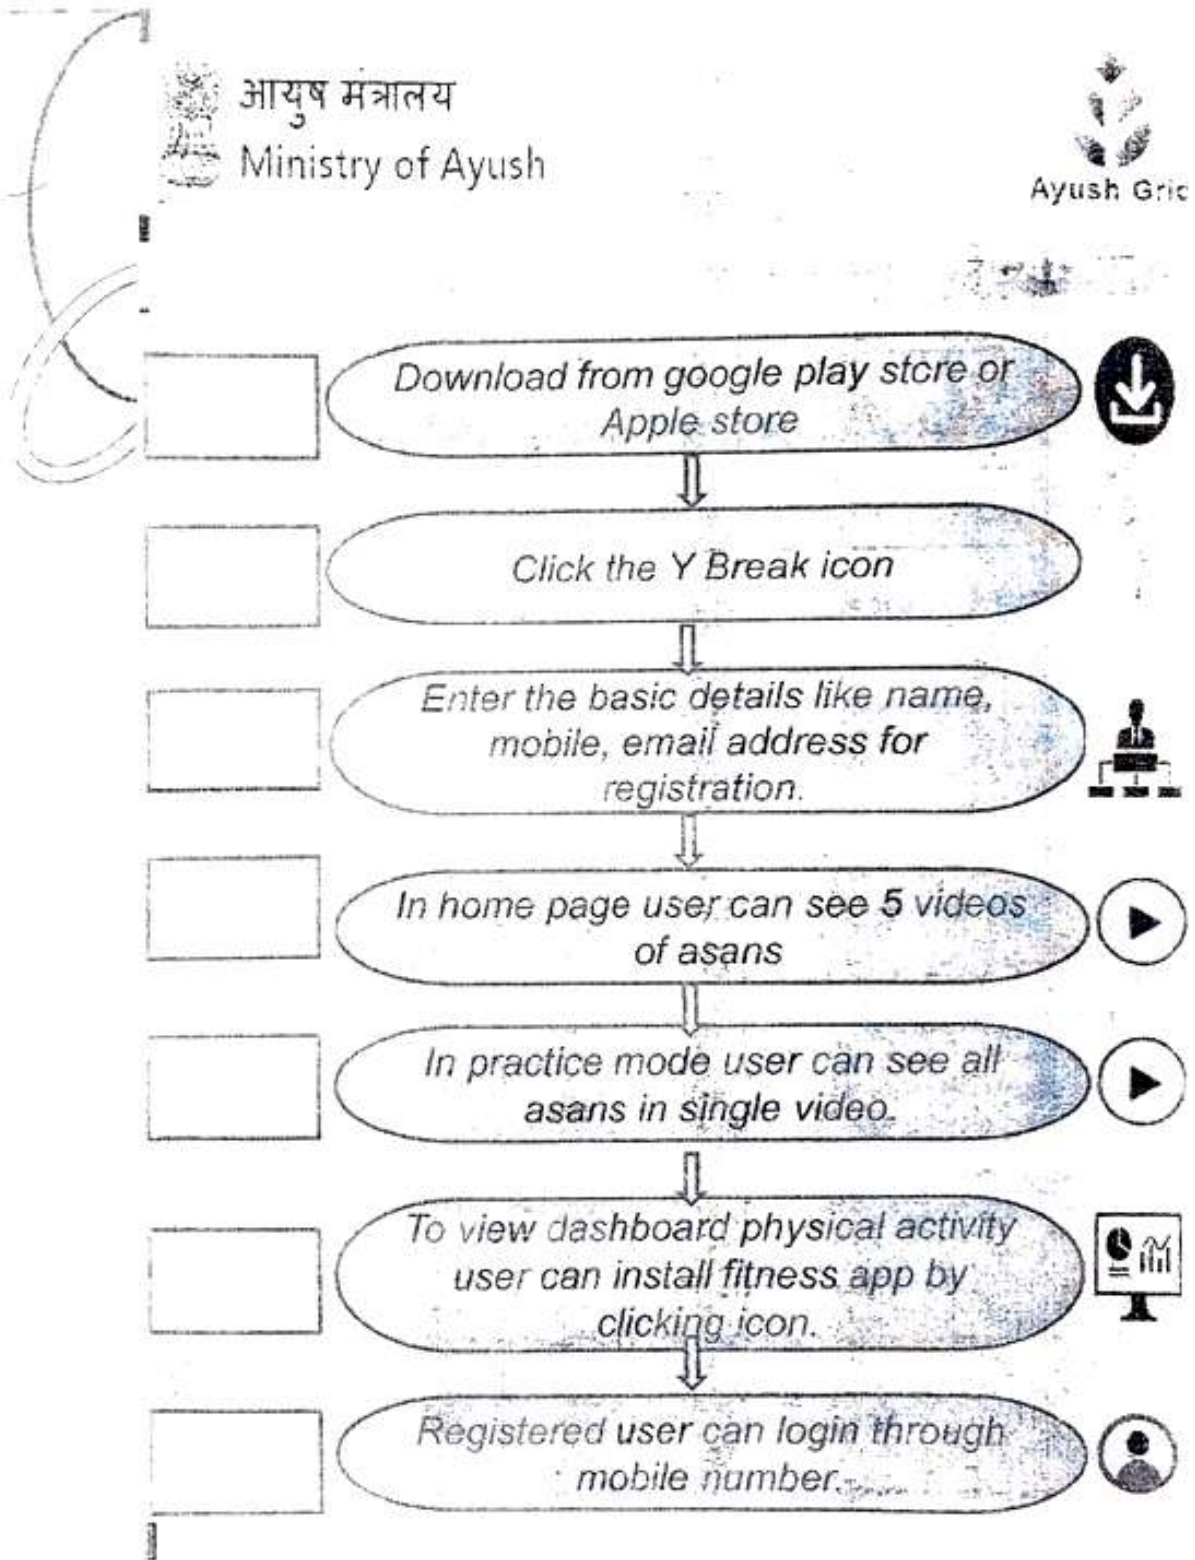 आयुष मंत्रालय
Ministry of Ayush
Ayush Grid
Download from google play store or
Apple store
Click the Y Break icon
Enter the basic details like name,
mobile, email address for
registration.
In home page user can see 5 videos
of asans
In practice mode user can see all
asans in single video.
To view dashboard physical activity
user can install fitness app by
clicking icon.
Registered user can login through
mobile number.